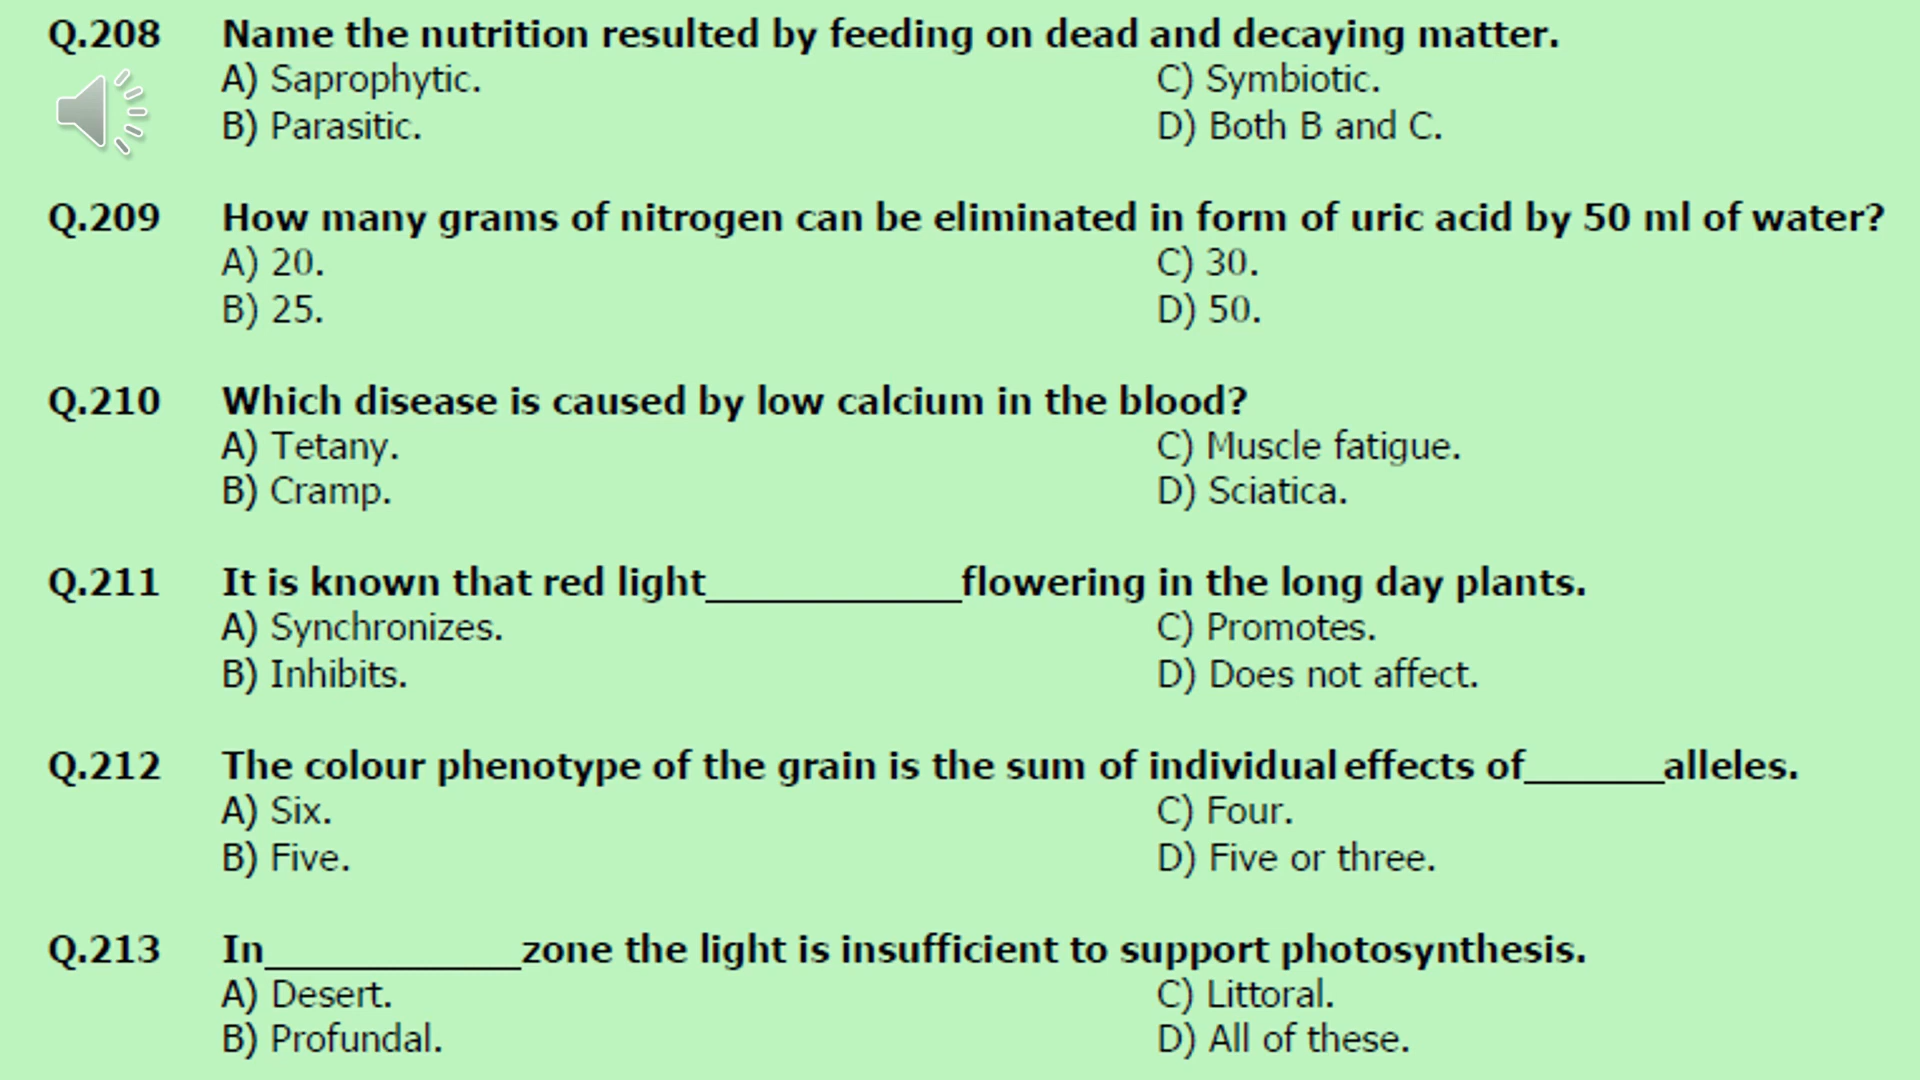 Q.208 Name the nutrition resulted by feeding on dead and decaying matter.
A) Saprophytic. C) Symbiotic.
B) Parasitic. D) Both B and C.
Q.209 How many grams of nitrogen can be eliminated in form of uric acid by 50 ml of water?
A) 20. C) 30.
B) 25. D) 50.
Q.210 Which disease is caused by low calcium in the blood?
A) Tetany. C) Muscle fatigue.
B) Cramp. D) Sciatica.
Q.211 It is known that red light____________flowering in the long day plants.
A) Synchronizes. C) Promotes.
B) Inhibits. D) Does not affect.
Q.212 The colour phenotype of the grain is the sum of individual effects of______alleles.
A) Six. C) Four.
B) Five. D) Five or three.
Q.213 In____________zone the light is insufficient to support photosynthesis.
A) Desert. C) Littoral.
B) Profundal. D) All of these.